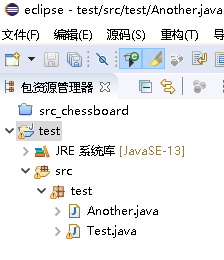 eclipse - test/src/test/Another.java
文件(F) 编辑(E) 源码(S) 重构(T)
包资源管理器
src_chessboard
test
JRE 系统库 [JavaSE-13]
src
test
Another.java
Test.java